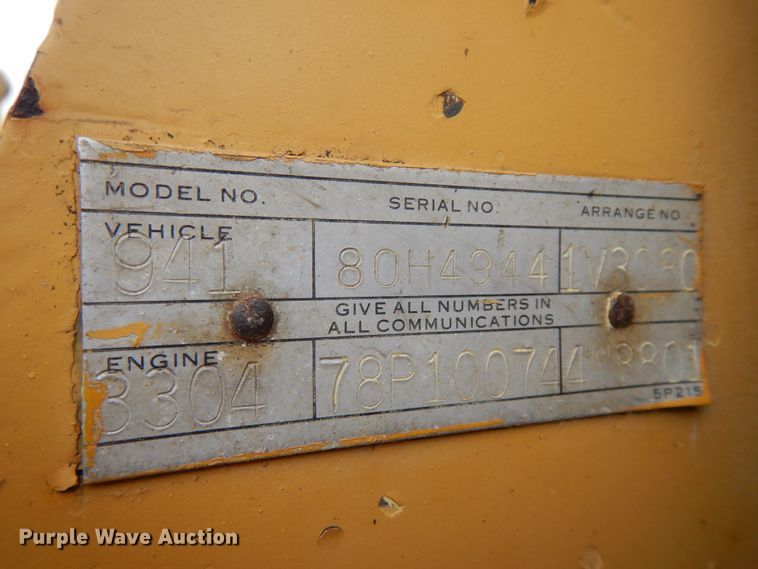 MODEL NO. SERIAL NO. ARRANGE NO
VEHICLE
941 80H4944
GIVE ALL NUMBERS IN
ALL COMMUNICATIONS
ENGINE
3304 78P10074
5P215
Purple Wave Auction